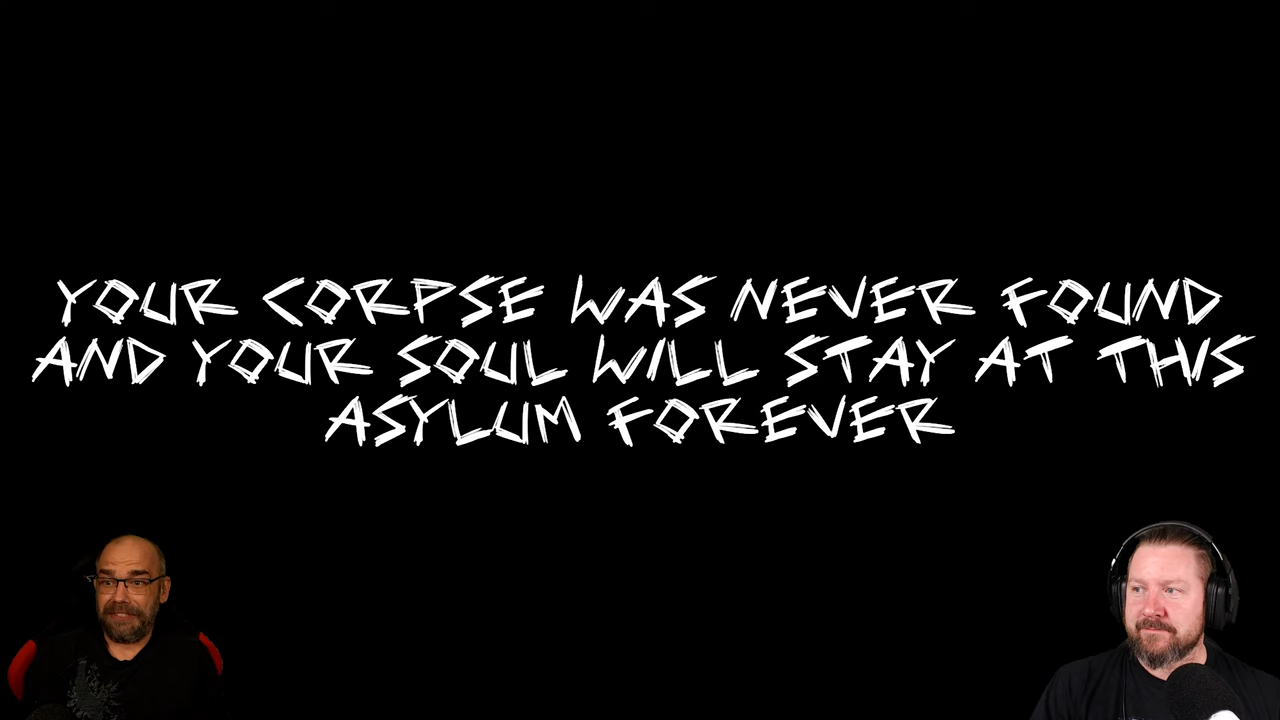 YOUR CORPSE WAS NEVER FOUND
AND YOUR SOUL WILL STAY AT THIS
ASYLUM FOREVER